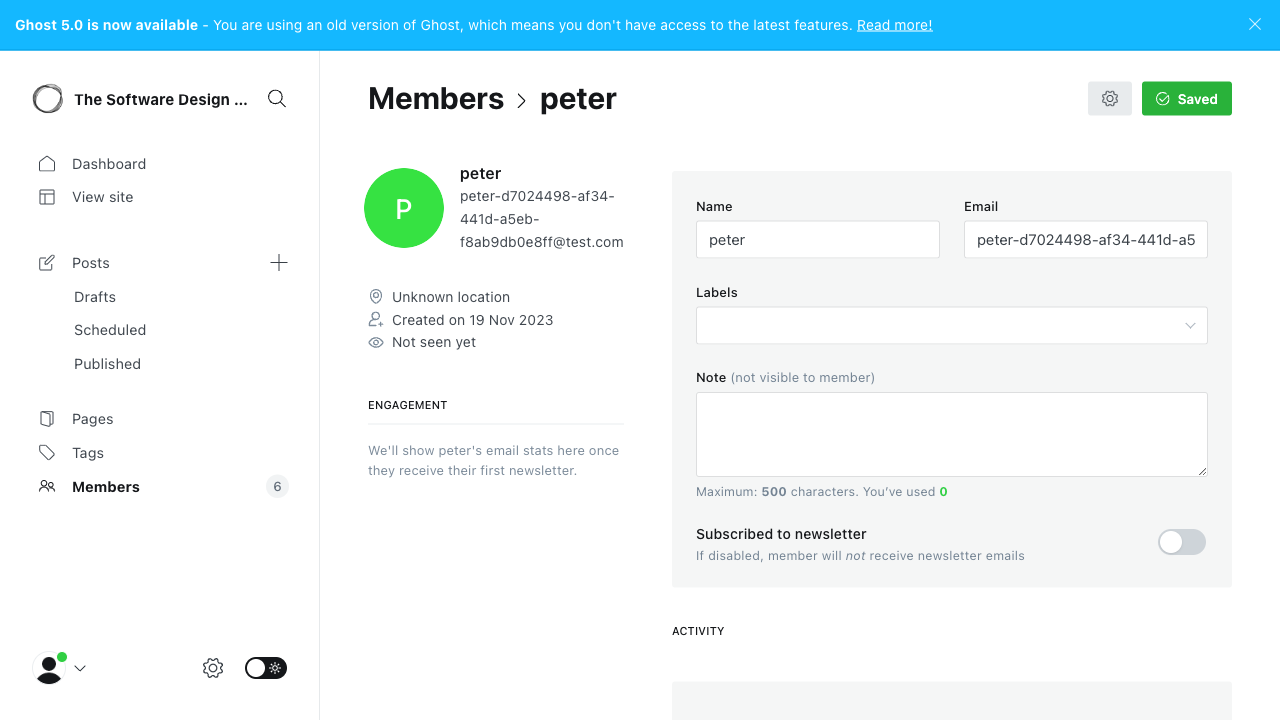 Ghost 5.0 is now available - You are using an old version of Ghost, which means you don't have access to the latest features. Read more!
The Software Design ...
Dashboard
View site
Posts
Drafts
Scheduled
Published
Pages
Tags
Members
6
Members
peter
Saved
P
peter
peter-d7024498-af34-
441d-a5eb-
f8ab9db0e8ff@test.com
Unknown location
Created on 19 Nov 2023
Not seen yet
ENGAGEMENT
We'll show peter's email stats here once
they receive their first newsletter.
Name
Email
peter
peter-d7024498-af34-441d-a5
Labels
Note (not visible to member)
Maximum: 500 characters. You've used 0
Subscribed to newsletter
If disabled, member will not receive newsletter emails
ACTIVITY